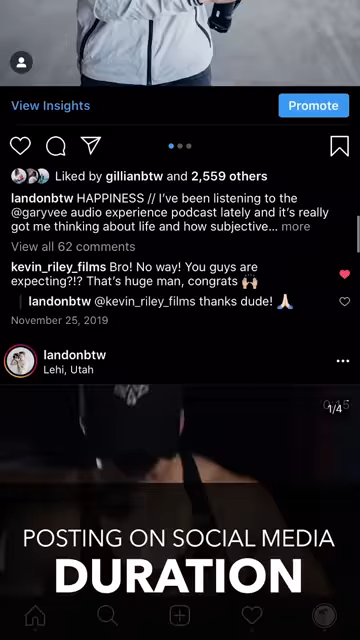 View Insights
Promote
Liked by gillianbtw and 2,559 others
landonbtw HAPPINESS // I've been listening to the
@garyvee audio experience podcast lately and it's really
got me thinking about life and how subjective... more
View all 62 comments
kevin_riley_films Bro! No way! You guys are
expecting?!? That's huge man, congrats 🙌🏻
landonbtw @kevin_riley_films thanks dude! 🙏🏻
November 25, 2019
landonbtw
Lehi, Utah
1/4
POSTING ON SOCIAL MEDIA
DURATION